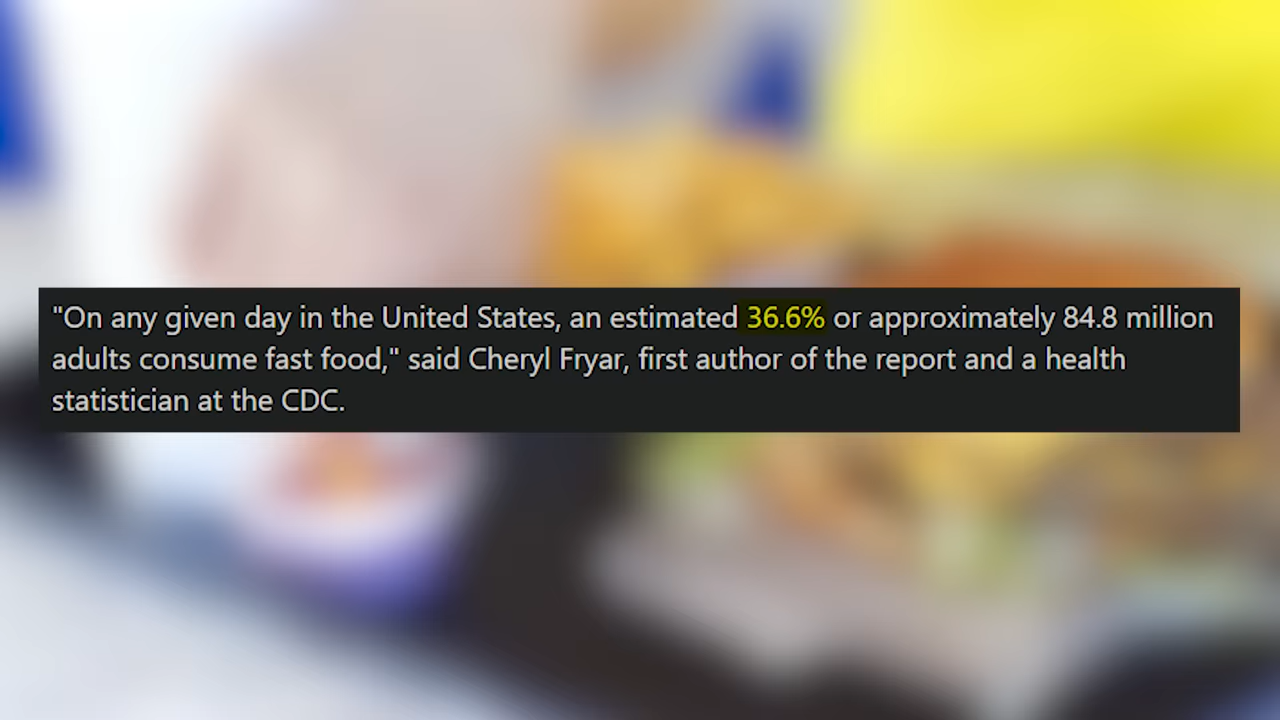 "On any given day in the United States, an estimated 36.6% or approximately 84.8 million
adults consume fast food," said Cheryl Fryar, first author of the report and a health
statistician at the CDC.